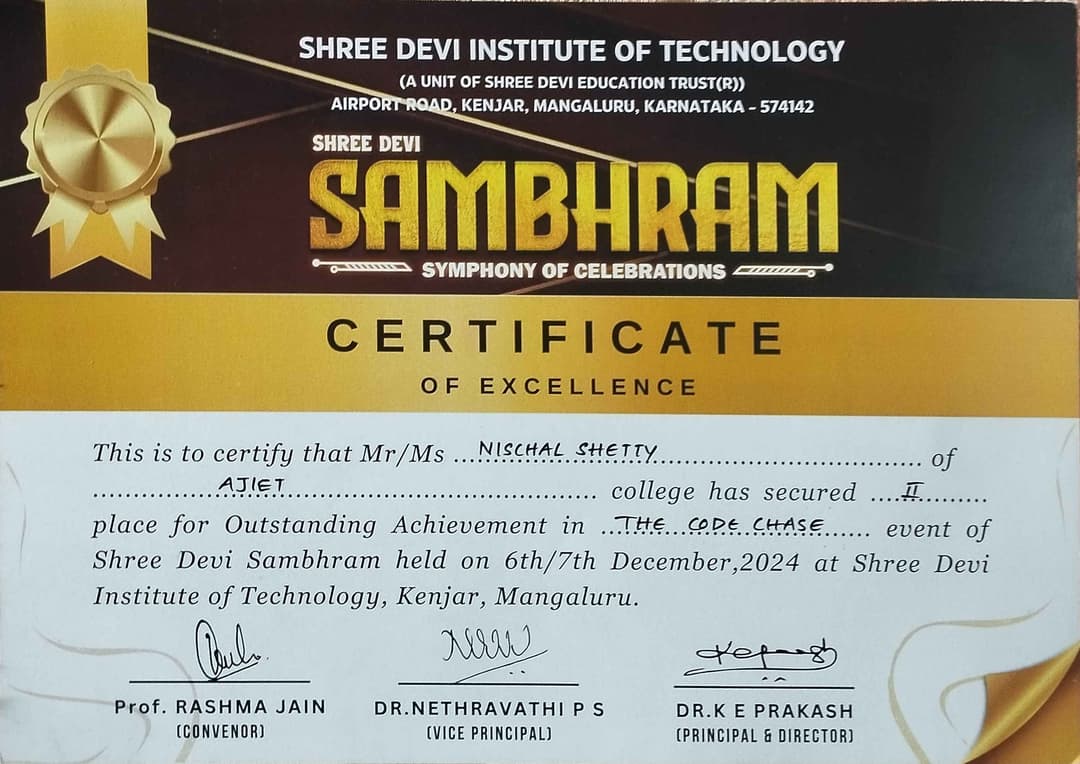 SHREE DEVI INSTITUTE OF TECHNOLOGY
(A UNIT OF SHREE DEVI EDUCATION TRUST(R))
AIRPORT ROAD, KENJAR, MANGALURU, KARNATAKA - 574142
SHREE DEVI
SAMBHRAM
SYMPHONY OF CELEBRATIONS
CERTIFICATE
OF EXCELLENCE
This is to certify that Mr/Ms ...NISCHAL SHETTY... of
...AJIET... college has secured ...II...
place for Outstanding Achievement in ...THE CODE CHASE... event of
Shree Devi Sambhram held on 6th/7th December,2024 at Shree Devi
Institute of Technology, Kenjar, Mangaluru.
Prof. RASHMA JAIN DR.NETHRAVATHI P S DR.K E PRAKASH
(CONVENOR) (VICE PRINCIPAL) (PRINCIPAL & DIRECTOR)